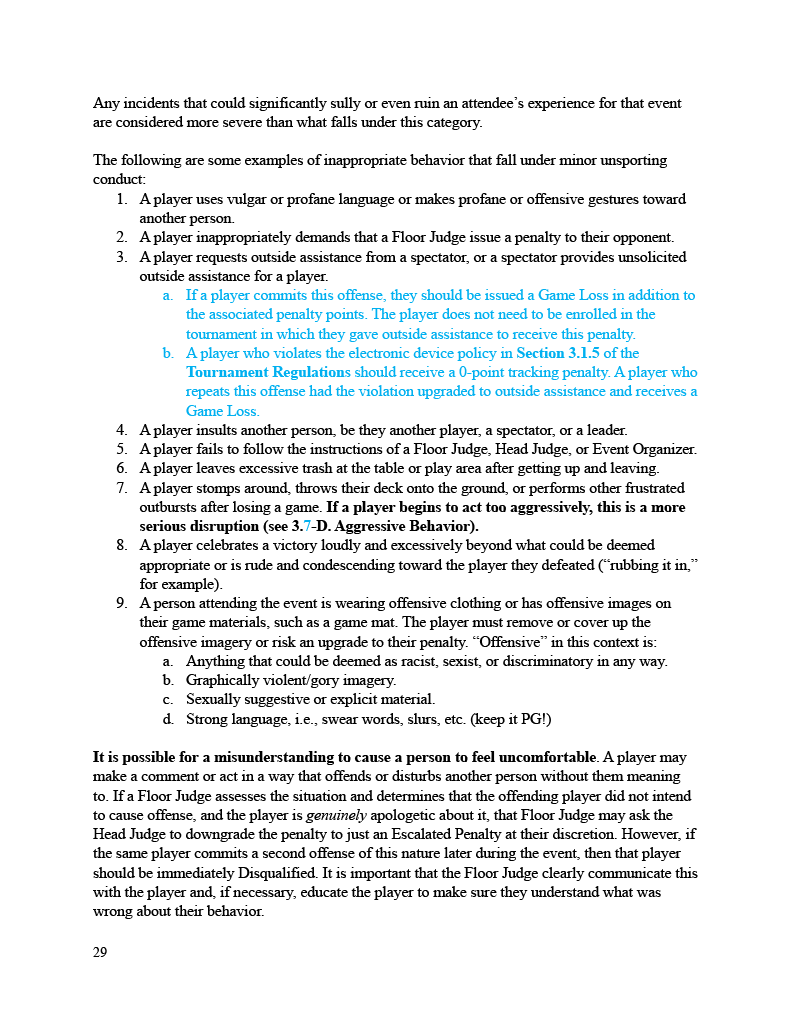 Any incidents that could significantly sully or even ruin an attendee’s experience for that event
are considered more severe than what falls under this category.
The following are some examples of inappropriate behavior that fall under minor unsporting
conduct:
1. A player uses vulgar or profane language or makes profane or offensive gestures toward
another person.
2. A player inappropriately demands that a Floor Judge issue a penalty to their opponent.
3. A player requests outside assistance from a spectator, or a spectator provides unsolicited
outside assistance for a player.
a. If a player commits this offense, they should be issued a Game Loss in addition to
the associated penalty points. The player does not need to be enrolled in the
tournament in which they gave outside assistance to receive this penalty.
b. A player who violates the electronic device policy in Section 3.1.5 of the
Tournament Regulations should receive a 0-point tracking penalty. A player who
repeats this offense had the violation upgraded to outside assistance and receives a
Game Loss.
4. A player insults another person, be they another player, a spectator, or a leader.
5. A player fails to follow the instructions of a Floor Judge, Head Judge, or Event Organizer.
6. A player leaves excessive trash at the table or play area after getting up and leaving.
7. A player stomps around, throws their deck onto the ground, or performs other frustrated
outbursts after losing a game. If a player begins to act too aggressively, this is a more
serious disruption (see 3.7-D. Aggressive Behavior).
8. A player celebrates a victory loudly and excessively beyond what could be deemed
appropriate or is rude and condescending toward the player they defeated (“rubbing it in,”
for example).
9. A person attending the event is wearing offensive clothing or has offensive images on
their game materials, such as a game mat. The player must remove or cover up the
offensive imagery or risk an upgrade to their penalty. “Offensive” in this context is:
a. Anything that could be deemed as racist, sexist, or discriminatory in any way.
b. Graphically violent/gory imagery.
c. Sexually suggestive or explicit material.
d. Strong language, i.e., swear words, slurs, etc. (keep it PG!)
It is possible for a misunderstanding to cause a person to feel uncomfortable. A player may
make a comment or act in a way that offends or disturbs another person without them meaning
to. If a Floor Judge assesses the situation and determines that the offending player did not intend
to cause offense, and the player is genuinely apologetic about it, that Floor Judge may ask the
Head Judge to downgrade the penalty to just an Escalated Penalty at their discretion. However, if
the same player commits a second offense of this nature later during the event, then that player
should be immediately Disqualified. It is important that the Floor Judge clearly communicate this
with the player and, if necessary, educate the player to make sure they understand what was
wrong about their behavior.
29